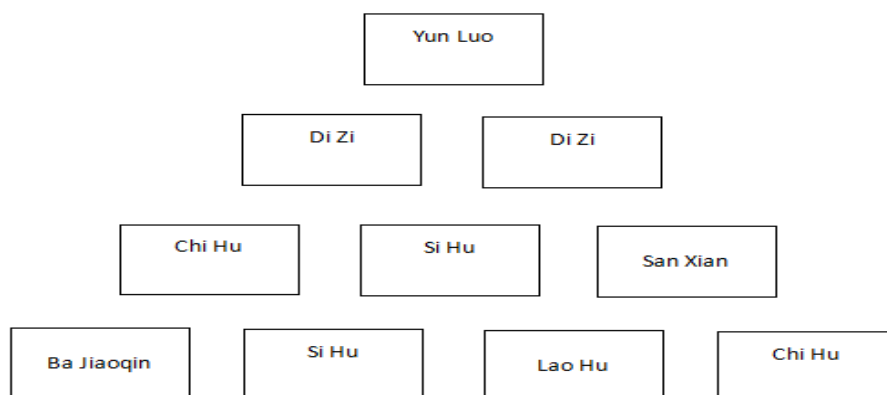 Yun Luo
Di Zi
Di Zi
Chi Hu
Si Hu
San Xian
Ba Jiaoqin
Si Hu
Lao Hu
Chi Hu